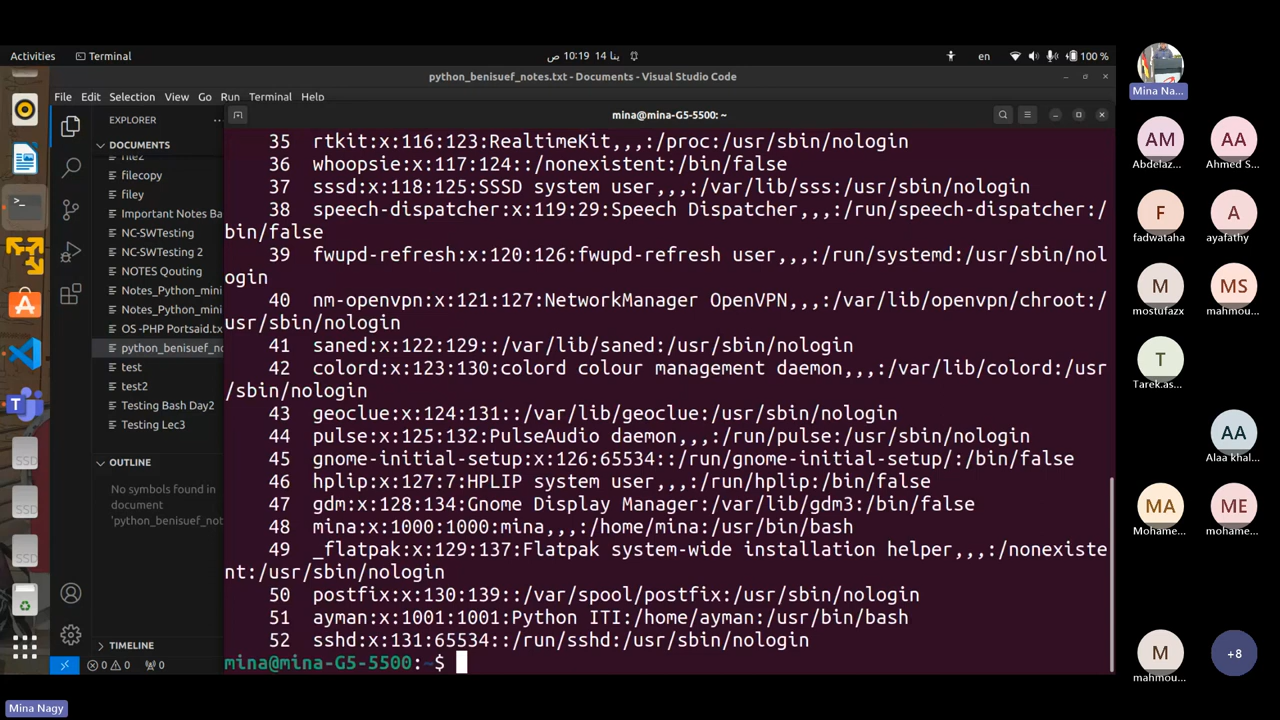 Activities
Terminal
10:19 ص
14 ينا
en
100 %
python_benisuef_notes.txt - Documents - Visual Studio Code
File Edit Selection View Go Run Terminal Help
EXPLORER
DOCUMENTS
file2
filecopy
filey
Important Notes Ba
NC-SWTesting
NC-SWTesting 2
NOTES Qouting
Notes_Python_mini
Notes_Python_mini
OS -PHP Portsaid.tx
python_benisuef_no
test
test2
Testing Bash Day2
Testing Lec3
OUTLINE
No symbols found in
document
'python_benisuef_not
TIMELINE
0 0 0
mina@mina-G5-5500: ~
35 rtkit:x:116:123:RealtimeKit,,,:/proc:/usr/sbin/nologin
36 whoopsie:x:117:124::/nonexistent:/bin/false
37 sssd:x:118:125:SSSD system user,,,:/var/lib/sss:/usr/sbin/nologin
38 speech-dispatcher:x:119:29:Speech Dispatcher,,,:/run/speech-dispatcher:/
bin/false
39 fwupd-refresh:x:120:126:fwupd-refresh user,,,:/run/systemd:/usr/sbin/nol
ogin
40 nm-openvpn:x:121:127:NetworkManager OpenVPN,,,:/var/lib/openvpn/chroot:/
usr/sbin/nologin
41 saned:x:122:129::/var/lib/saned:/usr/sbin/nologin
42 colord:x:123:130:colord colour management daemon,,,:/var/lib/colord:/usr
/sbin/nologin
43 geoclue:x:124:131::/var/lib/geoclue:/usr/sbin/nologin
44 pulse:x:125:132:PulseAudio daemon,,,:/run/pulse:/usr/sbin/nologin
45 gnome-initial-setup:x:126:65534::/run/gnome-initial-setup/:/bin/false
46 hplip:x:127:7:HPLIP system user,,,:/run/hplip:/bin/false
47 gdm:x:128:134:Gnome Display Manager:/var/lib/gdm3:/bin/false
48 mina:x:1000:1000:mina,,,:/home/mina:/usr/bin/bash
49 _flatpak:x:129:137:Flatpak system-wide installation helper,,,:/nonexiste
nt:/usr/sbin/nologin
50 postfix:x:130:139::/var/spool/postfix:/usr/sbin/nologin
51 ayman:x:1001:1001:Python ITI:/home/ayman:/usr/bin/bash
52 sshd:x:131:65534::/run/sshd:/usr/sbin/nologin
mina@mina-G5-5500:~$
SSD
SSD
SSD
Mina Na...
AM
Abdelaz...
AA
Ahmed S...
F
fadwataha
A
ayafathy
M
mostufazx
MS
mahmou...
T
Tarek.as...
AA
Alaa khal...
MA
Mohame...
ME
mohame...
M
mahmou...
+8
Mina Nagy